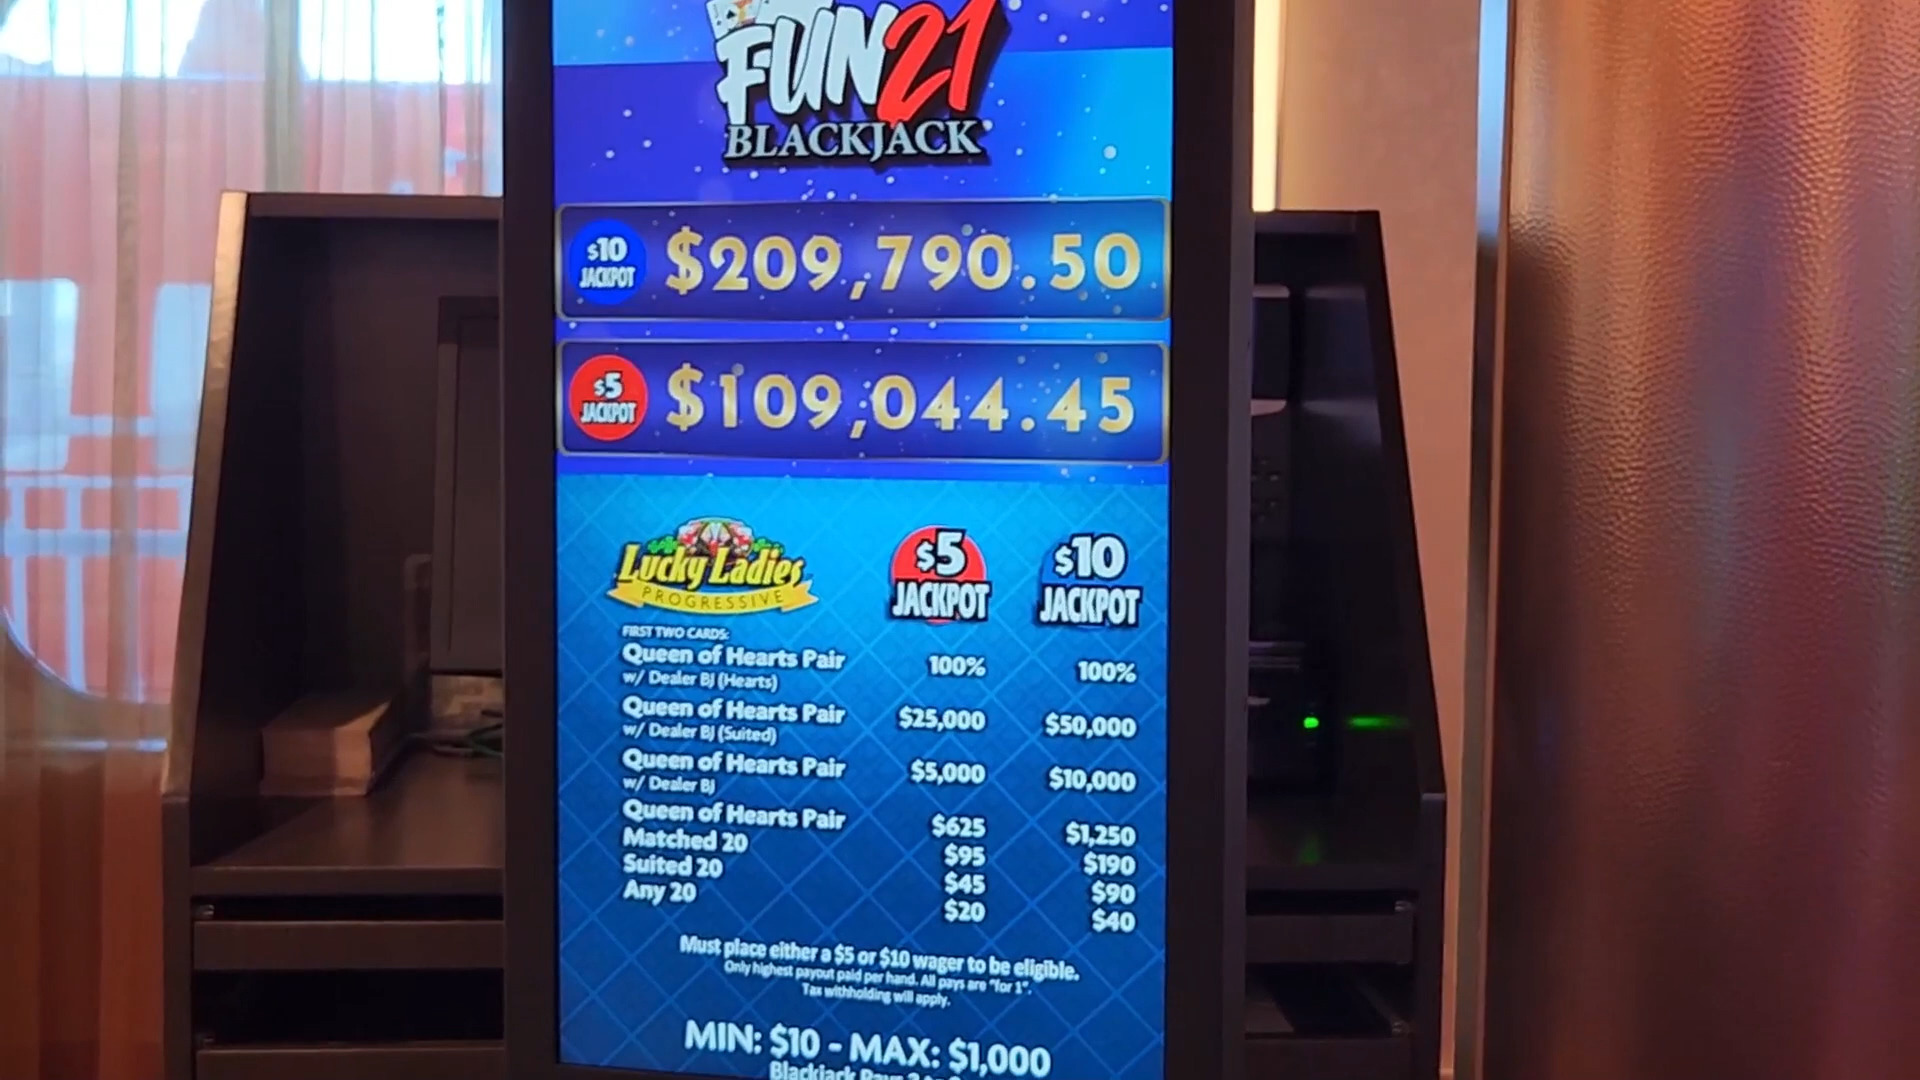 FUN21
BLACKJACK
$10 JACKPOT $209,790.50
$5 JACKPOT $109,044.45
Lucky Ladies
PROGRESSIVE
$5 JACKPOT
$10 JACKPOT
FIRST TWO CARDS:
Queen of Hearts Pair 100% 100%
w/ Dealer BJ (Hearts)
Queen of Hearts Pair $25,000 $50,000
w/ Dealer BJ (Suited)
Queen of Hearts Pair $5,000 $10,000
w/ Dealer BJ
Queen of Hearts Pair $625 $1,250
Matched 20 $95 $190
Suited 20 $45 $90
Any 20 $20 $40
Must place either a $5 or $10 wager to be eligible.
Only highest payout paid per hand. All pays are "for 1".
Tax withholding will apply.
MIN: $10 - MAX: $1,000
Blackjack Pays